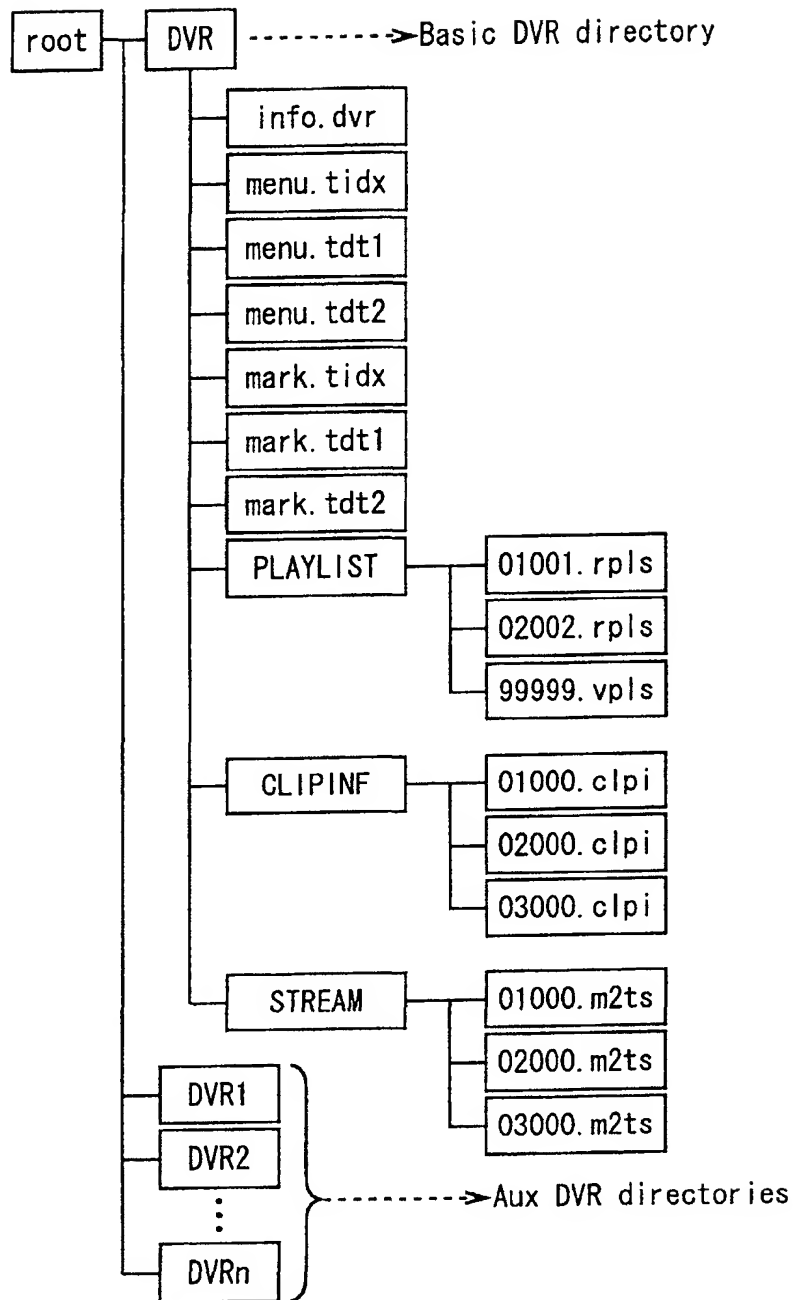 root DVR Basic DVR directory
info.dvr
menu.tidx
menu.tdt1
menu.tdt2
mark.tidx
mark.tdt1
mark.tdt2
PLAYLIST 01001.rpls
02002.rpls
99999.vpls
CLIPINF 01000.clpi
02000.clpi
03000.clpi
STREAM 01000.m2ts
02000.m2ts
03000.m2ts
DVR1
DVR2
Aux DVR directories
DVRn